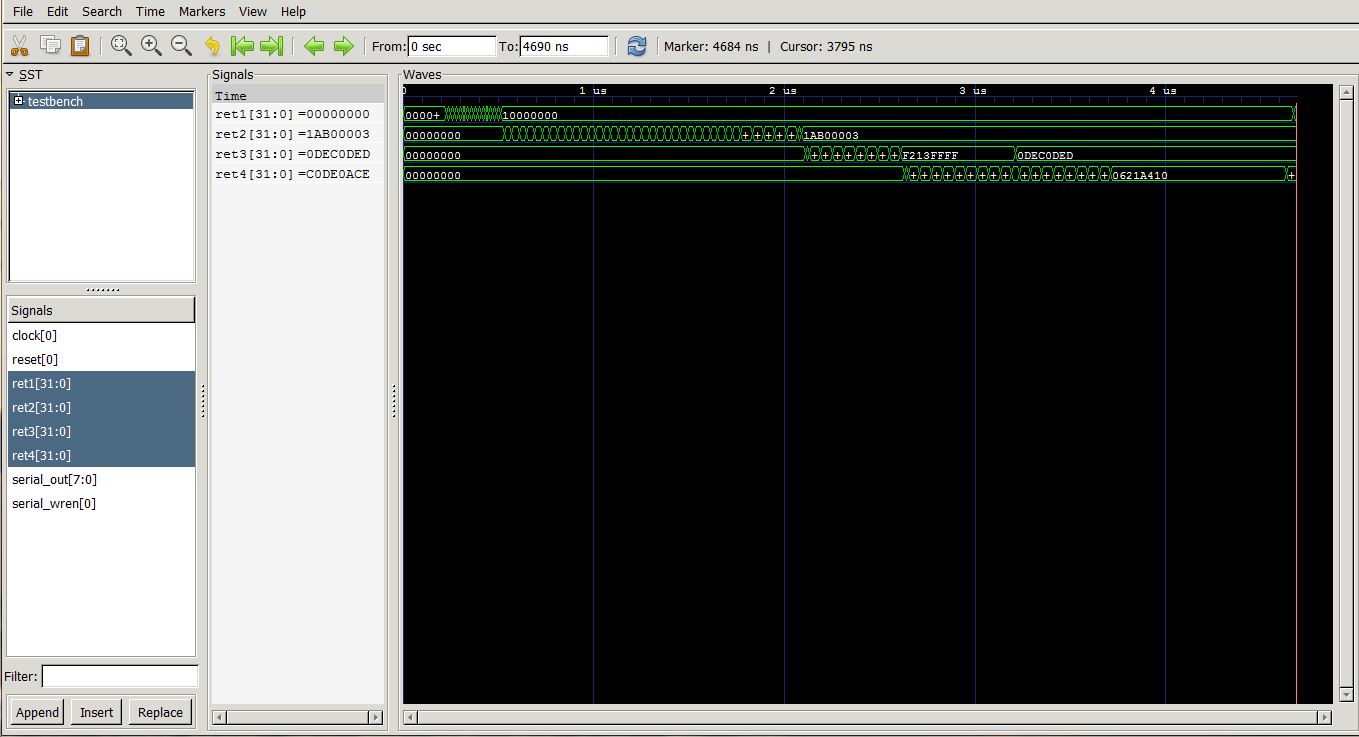 File Edit Search Time Markers View Help
From: 0 sec To: 4690 ns Marker: 4684 ns | Cursor: 3795 ns
SST
testbench
Signals
clock[0]
reset[0]
ret1[31:0]
ret2[31:0]
ret3[31:0]
ret4[31:0]
serial_out[7:0]
serial_wren[0]
Filter:
Append Insert Replace
Signals
Time
ret1[31:0] =00000000
ret2[31:0] =1AB00003
ret3[31:0] =0DEC0DED
ret4[31:0] =C0DE0ACE
Waves
0 1 us 2 us 3 us 4 us
0000+ 10000000
00000000 +++++ 1AB00003
00000000 ++++++++ F213FFFF 0DEC0DED
00000000 +++++++++++++++++ 0621A410 +